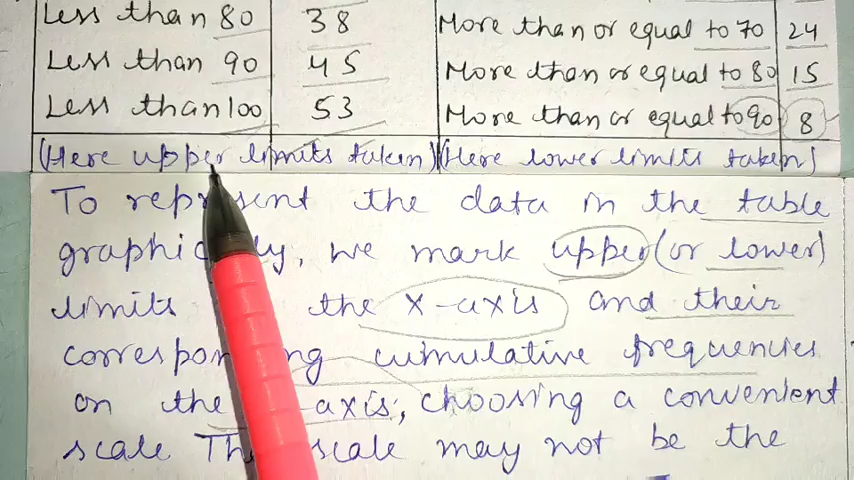 Less than 80 38 More than or equal to 70 24
Less than 90 45 More than or equal to 80 15
Less than 100 53 More than or equal to 90 8
(Here upper limits taken) (Here lower limits taken)
To represent the data in the table
we mark upper (or lower)
limits the x-axis and their
cumulative frequencies
on the axis, choosing a convenient
scale scale may not be the